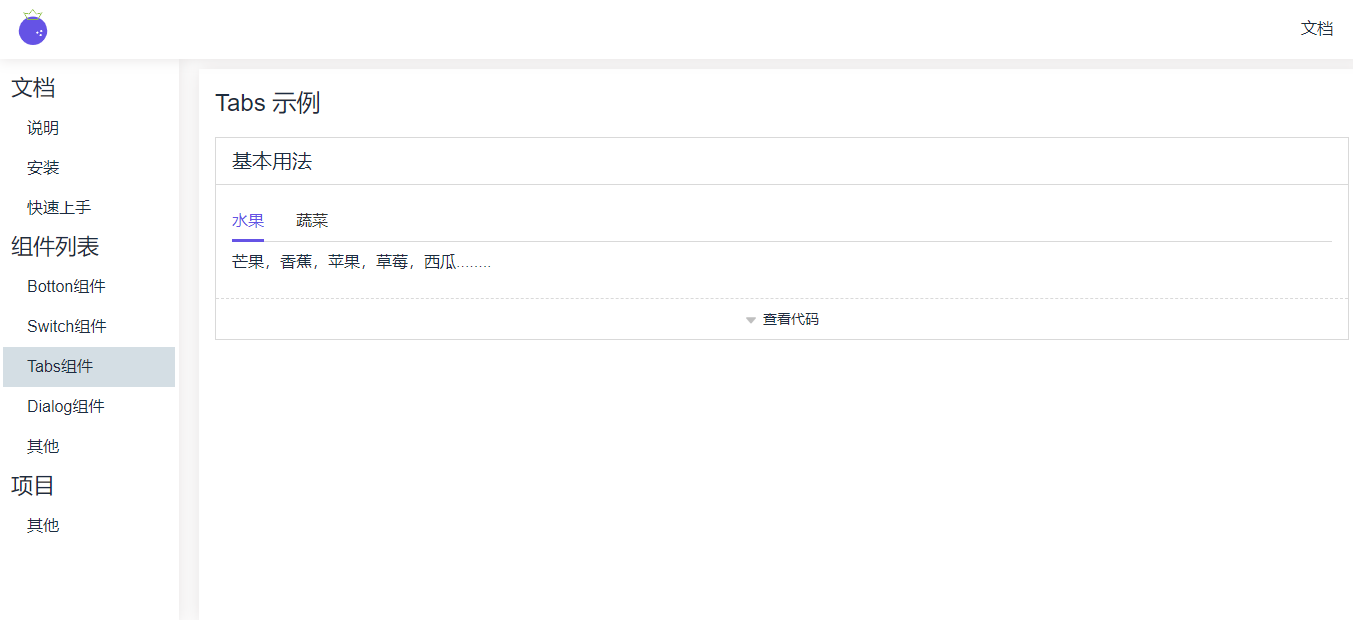 文档
文档
说明
安装
快速上手
组件列表
Botton组件
Switch组件
Tabs组件
Dialog组件
其他
项目
其他
Tabs 示例
基本用法
水果 蔬菜
芒果，香蕉，苹果，草莓，西瓜........
查看代码